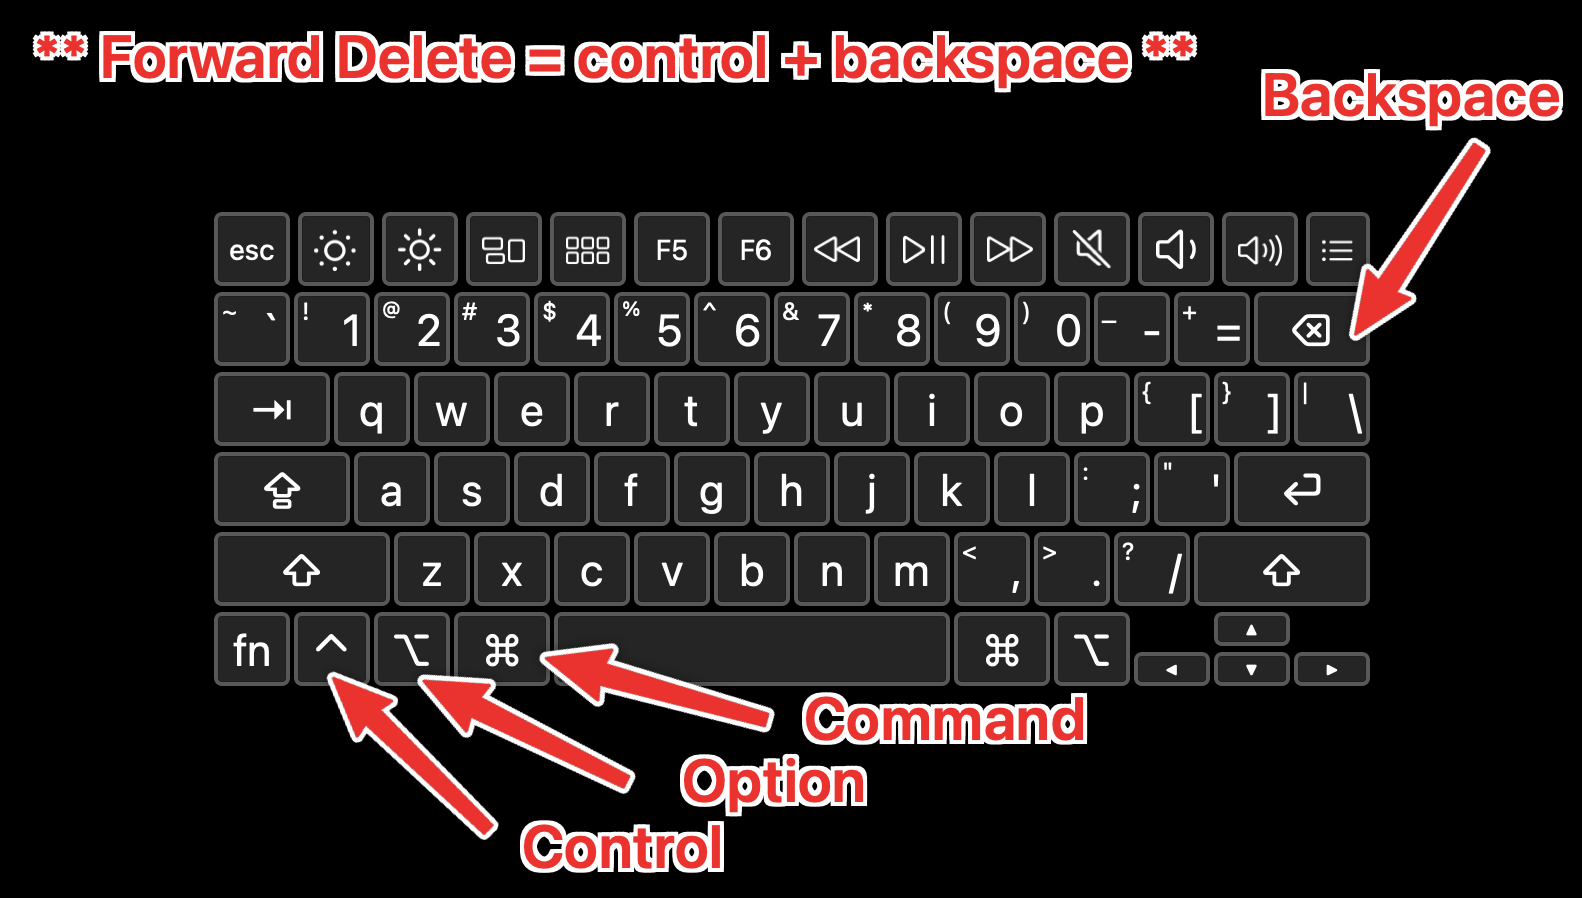 ** Forward Delete = control + backspace **
Backspace
esc F5 F6
~ ` ! 1 @ 2 # 3 $ 4 % 5 ^ 6 & 7 * 8 ( 9 ) 0 _ - + =
q w e r t y u i o p { [ } ] | \
a s d f g h j k l : ; " '
z x c v b n m < , > . ? /
fn ^ ⌥ ⌘ ⌘ ⌥
Command
Option
Control